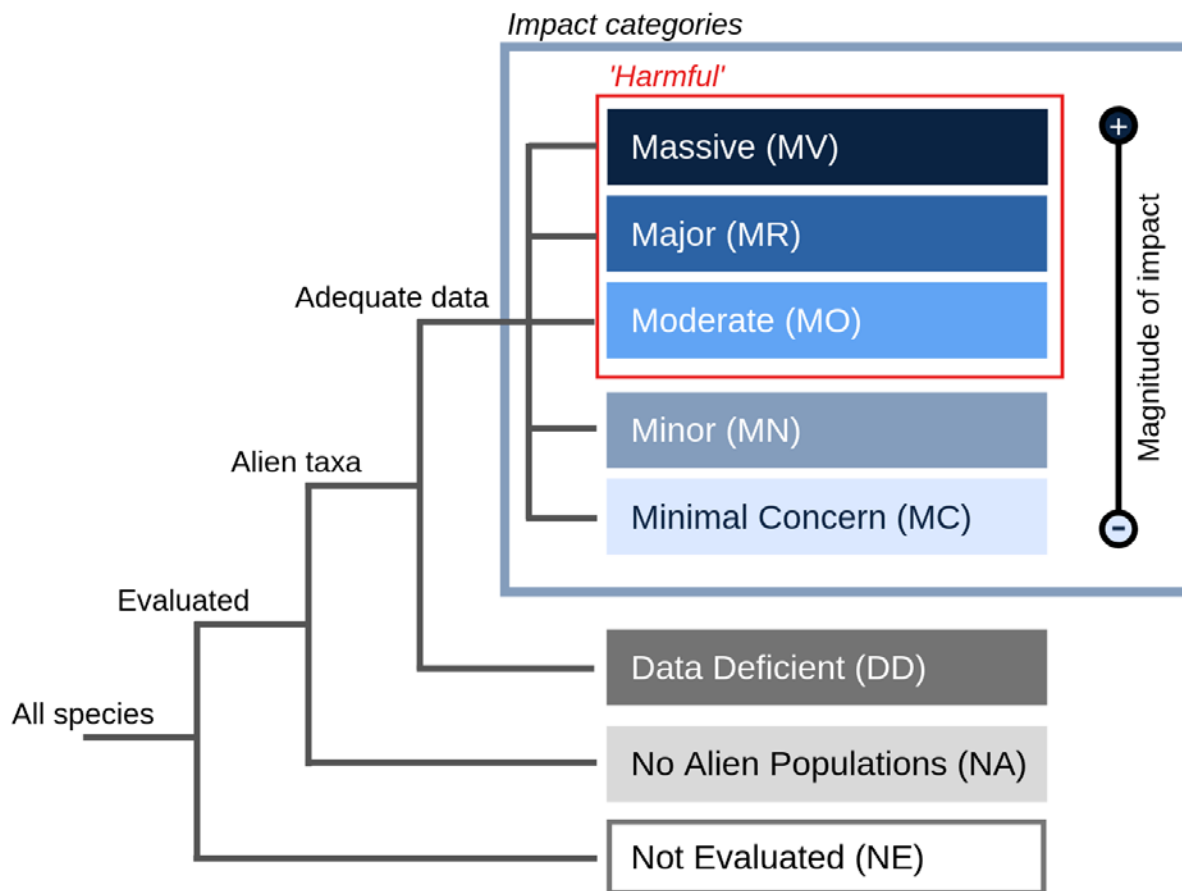 Impact categories
'Harmful'
Massive (MV)
+
Major (MR)
Adequate data
Moderate (MO)
Magnitude of impact
Minor (MN)
Alien taxa
Minimal Concern (MC)
-
Evaluated
Data Deficient (DD)
All species
No Alien Populations (NA)
Not Evaluated (NE)